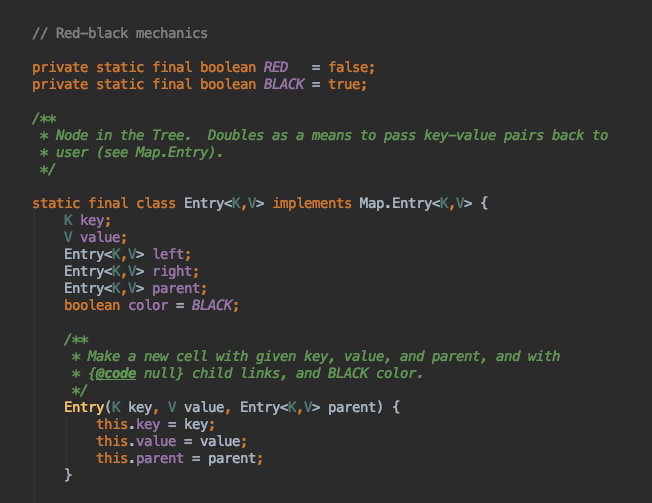 // Red-black mechanics
private static final boolean RED   = false;
private static final boolean BLACK = true;
/**
 * Node in the Tree.  Doubles as a means to pass key-value pairs back to
 * user (see Map.Entry).
 */
static final class Entry<K,V> implements Map.Entry<K,V> {
    K key;
    V value;
    Entry<K,V> left;
    Entry<K,V> right;
    Entry<K,V> parent;
    boolean color = BLACK;
    /**
     * Make a new cell with given key, value, and parent, and with
     * {@code null} child links, and BLACK color.
     */
    Entry(K key, V value, Entry<K,V> parent) {
        this.key = key;
        this.value = value;
        this.parent = parent;
    }